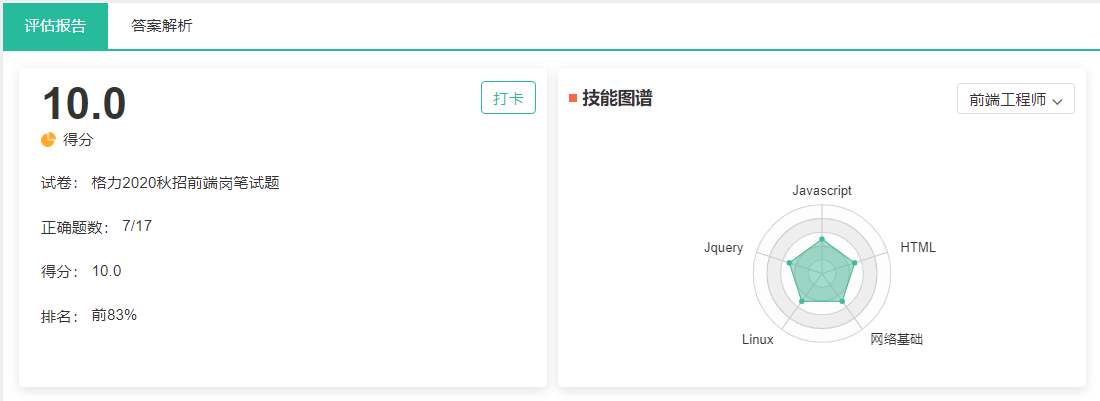 评估报告
答案解析
10.0
打卡
得分
试卷： 格力2020秋招前端岗笔试题
正确题数： 7/17
得分： 10.0
排名： 前83%
技能图谱
前端工程师
Javascript
Jquery
HTML
Linux
网络基础